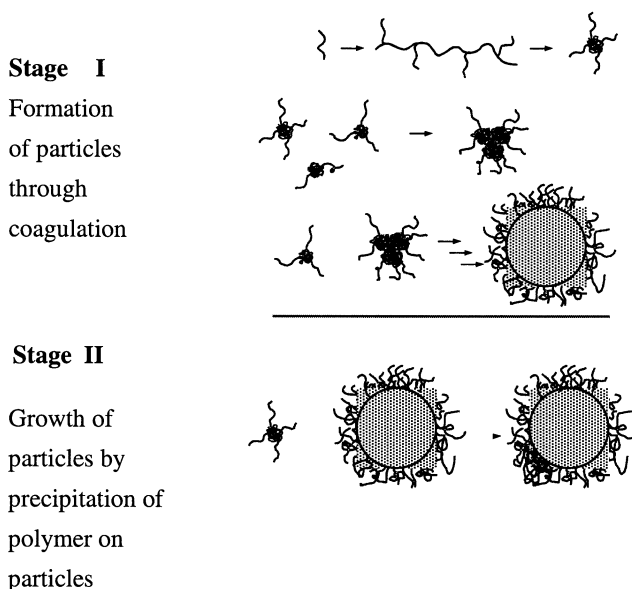 Stage I
Formation
of particles
through
coagulation
Stage II
Growth of
particles by
precipitation of
polymer on
particles